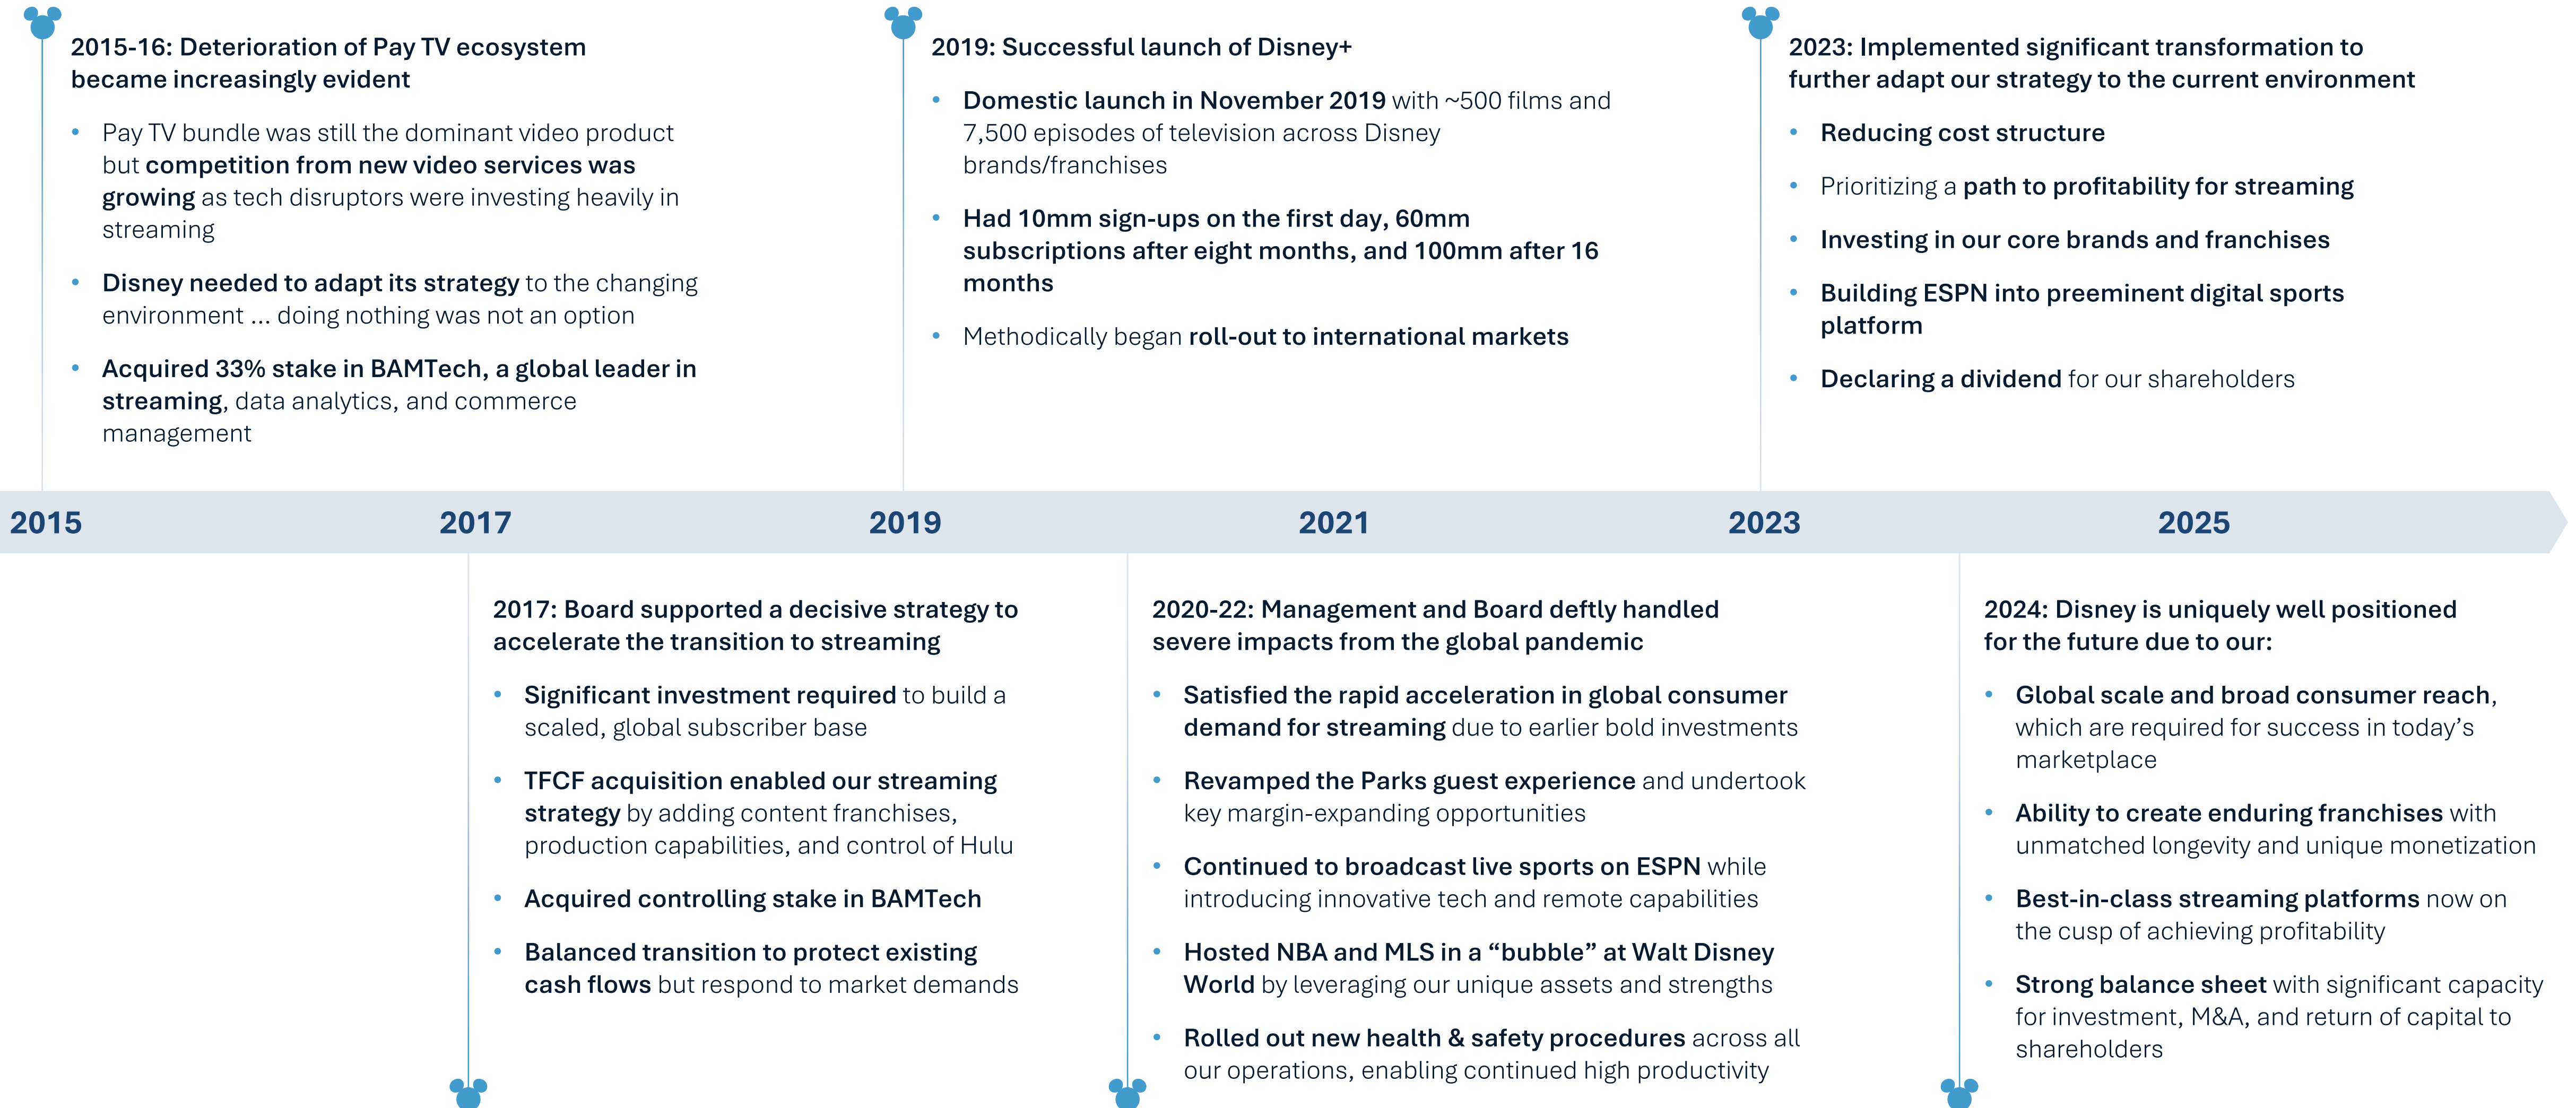 2015-16: Deterioration of Pay TV ecosystem
became increasingly evident
• Pay TV bundle was still the dominant video product
but competition from new video services was
growing as tech disruptors were investing heavily in
streaming
• Disney needed to adapt its strategy to the changing
environment ... doing nothing was not an option
• Acquired 33% stake in BAMTech, a global leader in
streaming, data analytics, and commerce
management
2019: Successful launch of Disney+
• Domestic launch in November 2019 with ~500 films and
7,500 episodes of television across Disney
brands/franchises
• Had 10mm sign-ups on the first day, 60mm
subscriptions after eight months, and 100mm after 16
months
• Methodically began roll-out to international markets
2023: Implemented significant transformation to
further adapt our strategy to the current environment
• Reducing cost structure
• Prioritizing a path to profitability for streaming
• Investing in our core brands and franchises
• Building ESPN into preeminent digital sports
platform
• Declaring a dividend for our shareholders
2015 2017 2019 2021 2023 2025
2017: Board supported a decisive strategy to
accelerate the transition to streaming
• Significant investment required to build a
scaled, global subscriber base
• TFCF acquisition enabled our streaming
strategy by adding content franchises,
production capabilities, and control of Hulu
• Acquired controlling stake in BAMTech
• Balanced transition to protect existing
cash flows but respond to market demands
2020-22: Management and Board deftly handled
severe impacts from the global pandemic
• Satisfied the rapid acceleration in global consumer
demand for streaming due to earlier bold investments
• Revamped the Parks guest experience and undertook
key margin-expanding opportunities
• Continued to broadcast live sports on ESPN while
introducing innovative tech and remote capabilities
• Hosted NBA and MLS in a “bubble” at Walt Disney
World by leveraging our unique assets and strengths
• Rolled out new health & safety procedures across all
our operations, enabling continued high productivity
2024: Disney is uniquely well positioned
for the future due to our:
• Global scale and broad consumer reach,
which are required for success in today’s
marketplace
• Ability to create enduring franchises with
unmatched longevity and unique monetization
• Best-in-class streaming platforms now on
the cusp of achieving profitability
• Strong balance sheet with significant capacity
for investment, M&A, and return of capital to
shareholders